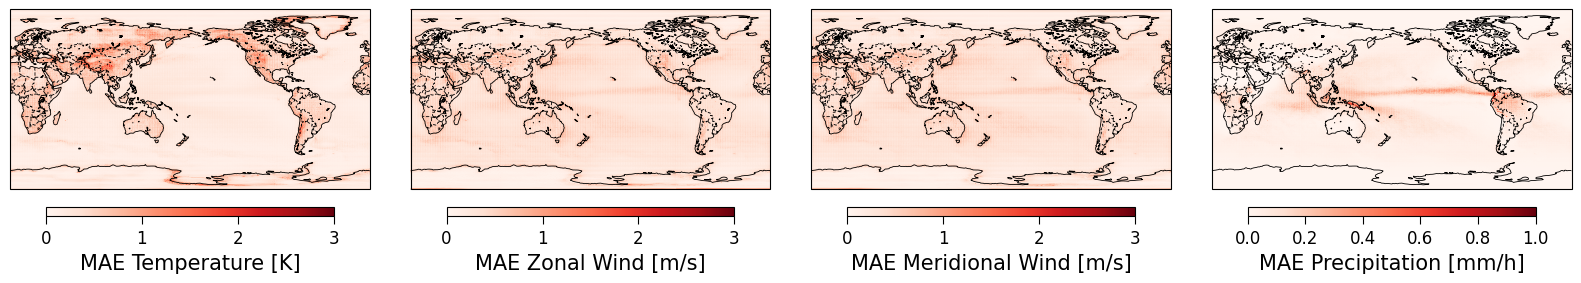 0 1 2 3
MAE Temperature [K]
0 1 2 3
MAE Zonal Wind [m/s]
0 1 2 3
MAE Meridional Wind [m/s]
0.0 0.2 0.4 0.6 0.8 1.0
MAE Precipitation [mm/h]